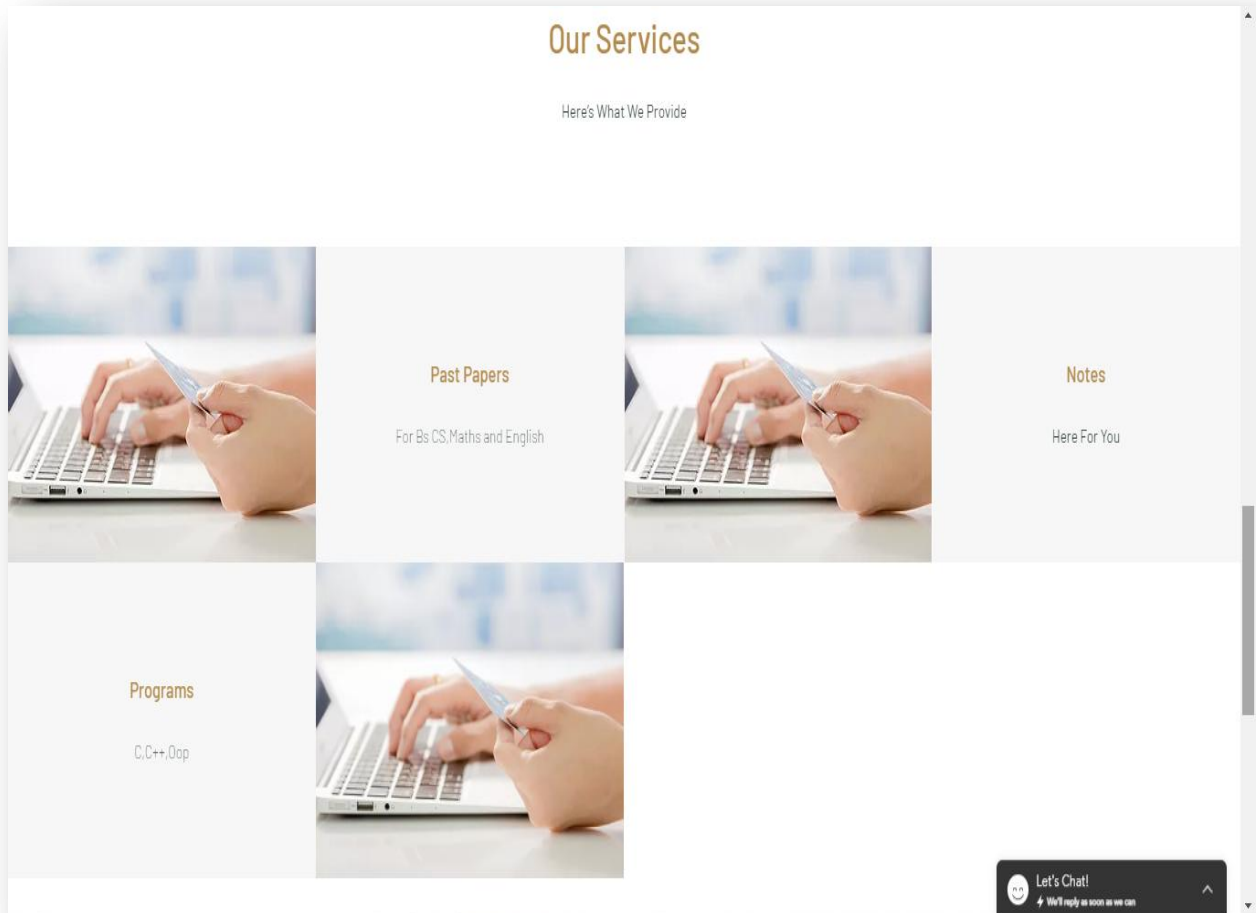 Our Services
Here's What We Provide
Past Papers
For Bs CS,Maths and English
Notes
Here For You
Programs
C,C++,Oop
Let's Chat!
We'll reply as soon as we can